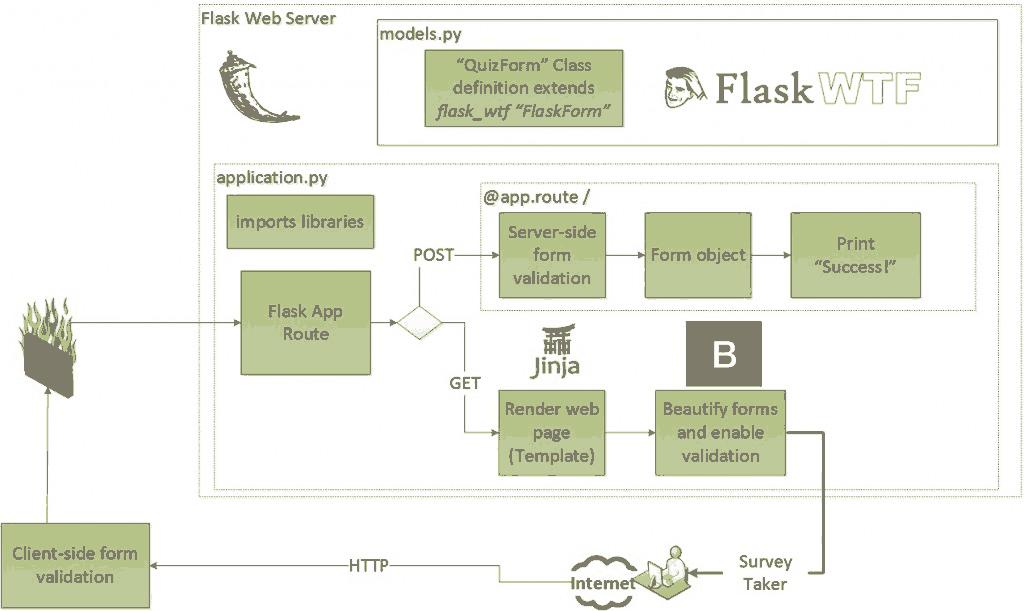 Flask Web Server
models.py
"QuizForm" Class
definition extends
flask_wtf "FlaskForm"
FlaskWTF
application.py
imports libraries
@app.route /
POST
Server-side
form
validation
Form object
Print
"Success!"
Flask App
Route
GET
Jinja
B
Render web
page
(Template)
Beautify forms
and enable
validation
Client-side form
validation
HTTP
Internet
Survey
Taker